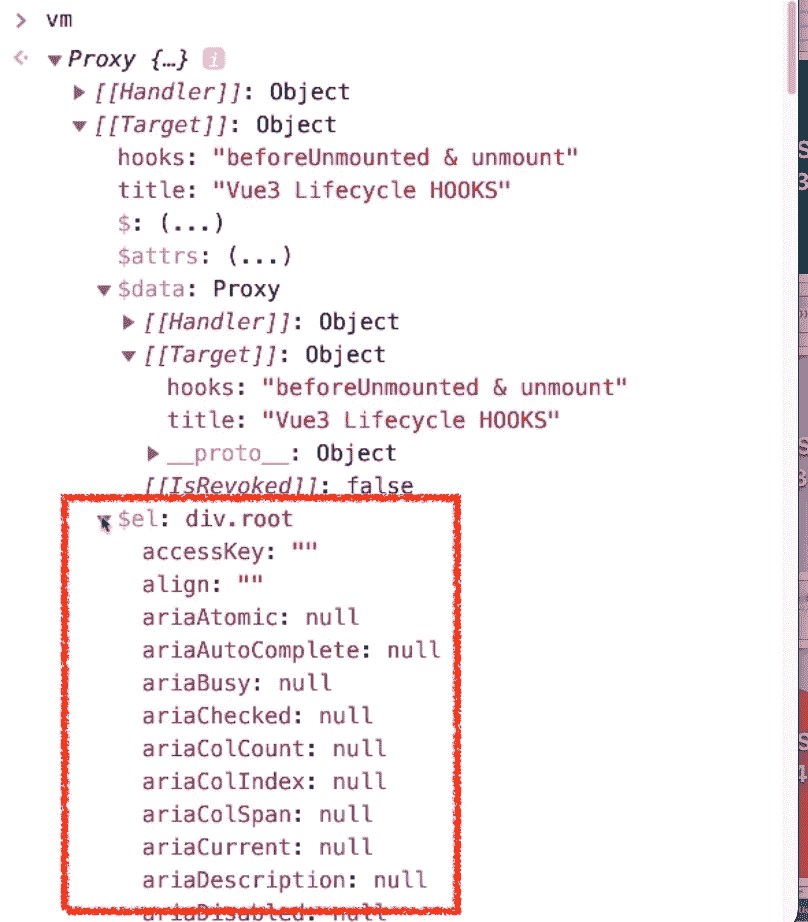 > vm
Proxy {…} i
[[Handler]]: Object
[[Target]]: Object
hooks: "beforeUnmounted & unmount"
title: "Vue3 Lifecycle HOOKS"
$: (...)
$attrs: (...)
$data: Proxy
[[Handler]]: Object
[[Target]]: Object
hooks: "beforeUnmounted & unmount"
title: "Vue3 Lifecycle HOOKS"
__proto__: Object
[[IsRevoked]]: false
$el: div.root
accessKey: ""
align: ""
ariaAtomic: null
ariaAutoComplete: null
ariaBusy: null
ariaChecked: null
ariaColCount: null
ariaColIndex: null
ariaColSpan: null
ariaCurrent: null
ariaDescription: null
ariaDisabled: null